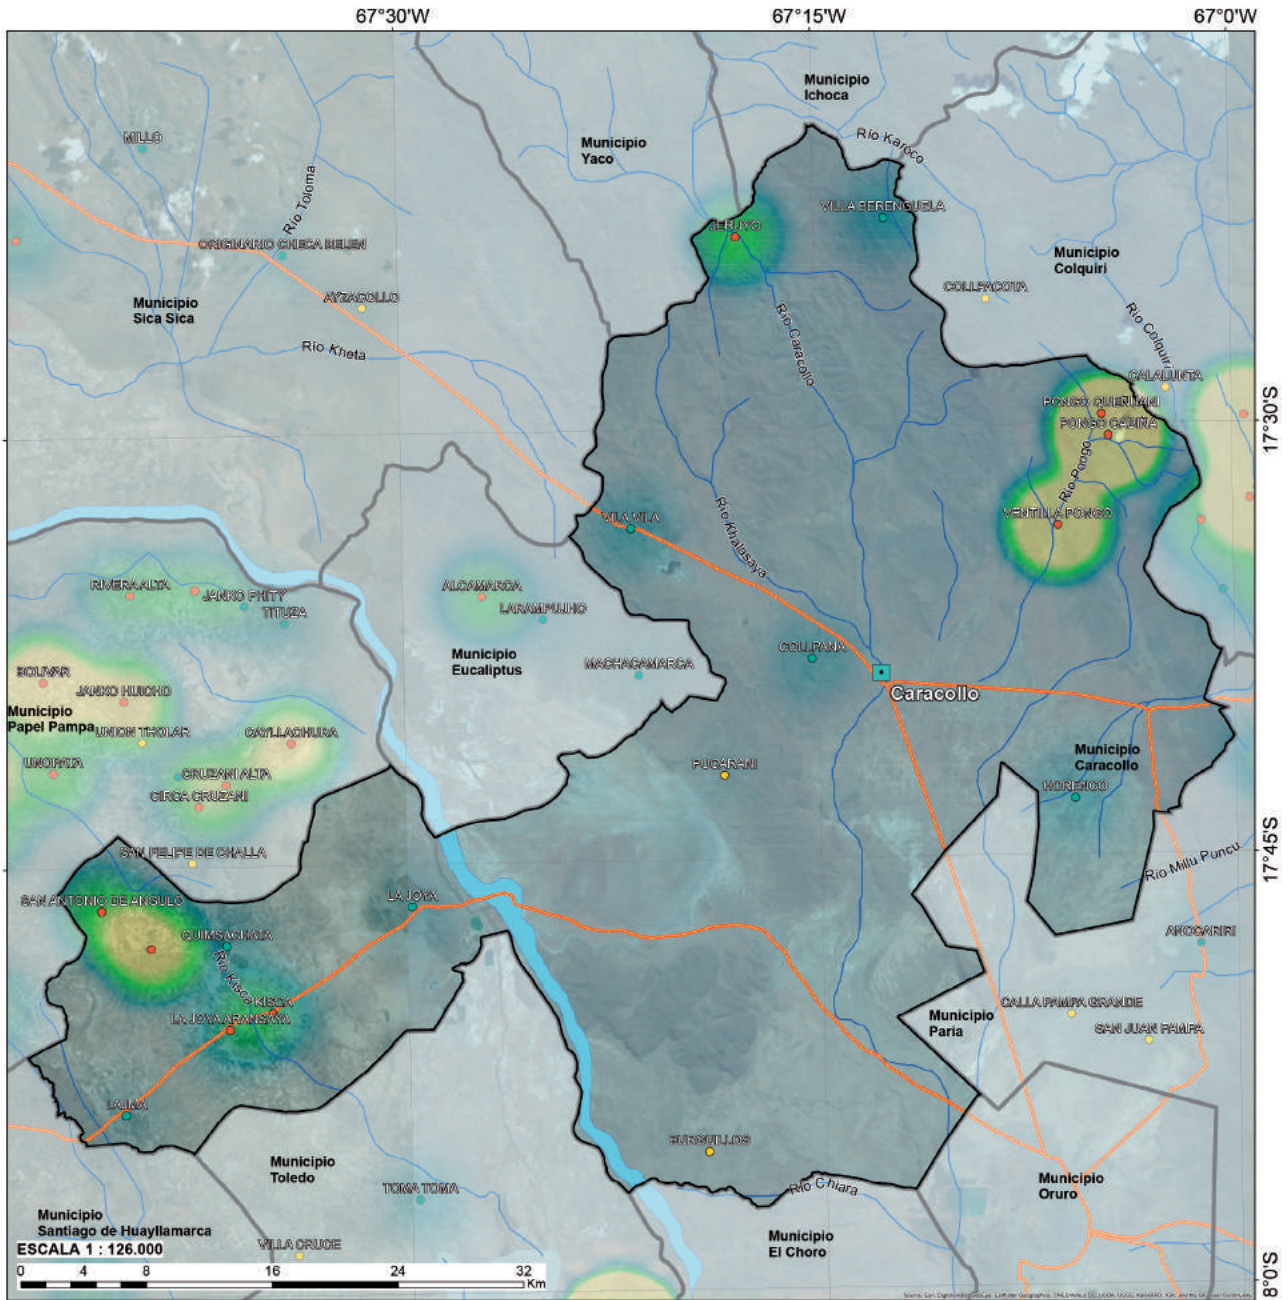 67°30'W
67°15'W
67°0'W
Municipio
Ichoca
Río Karoco
Municipio
Yaco
MILLO
Río Toloma
VILLA BERENGUELA
JERUYO
ORIGINARIO CHECA BELEN
Municipio
Colquiri
COLLPACOTA
AYZACOLLO
Municipio
Sica Sica
Río Caracollo
Río Colquiri
Río Kheta
CALALUNTA
PONGO QUENUANI
PONGO CABIÑA
17°30'S
Río Pongo
VENTILLA PONGO
VILA VILA
Río Khalasaya
RIVERA ALTA
JANKO PHITY
TITUZA
ALCAMARCA
LARAMPUJHO
COLLPANA
Municipio
Eucaliptus
MACHACAMARCA
BOLIVAR
JANKO HUICHO
Caracollo
Municipio
Papel Pampa
UNION THOLAR
CAYLLACHURA
UNOPATA
CRUZANI ALTA
CIRCA CRUZANI
PUCARANI
Municipio
Caracollo
HORENCO
17°45'S
SAN FELIPE DE CHALLA
Río Millu Puncu
SAN ANTONIO DE ANGULO
LA JOYA
QUIMSACHATA
ANOCARIRI
Río Kisca
KISCA
LA JOYA ARANSAYA
CALLA PAMPA GRANDE
Municipio
Paria
SAN JUAN PAMPA
LAJMA
BURGUILLOS
Municipio
Toledo
TOMA TOMA
Río Chiara
Municipio
Oruro
Municipio
Santiago de Huayllamarca
Municipio
El Choro
VILLA CRUCE
ESCALA 1 : 126.000
0 4 8 16 24 32
Km
8°0'S